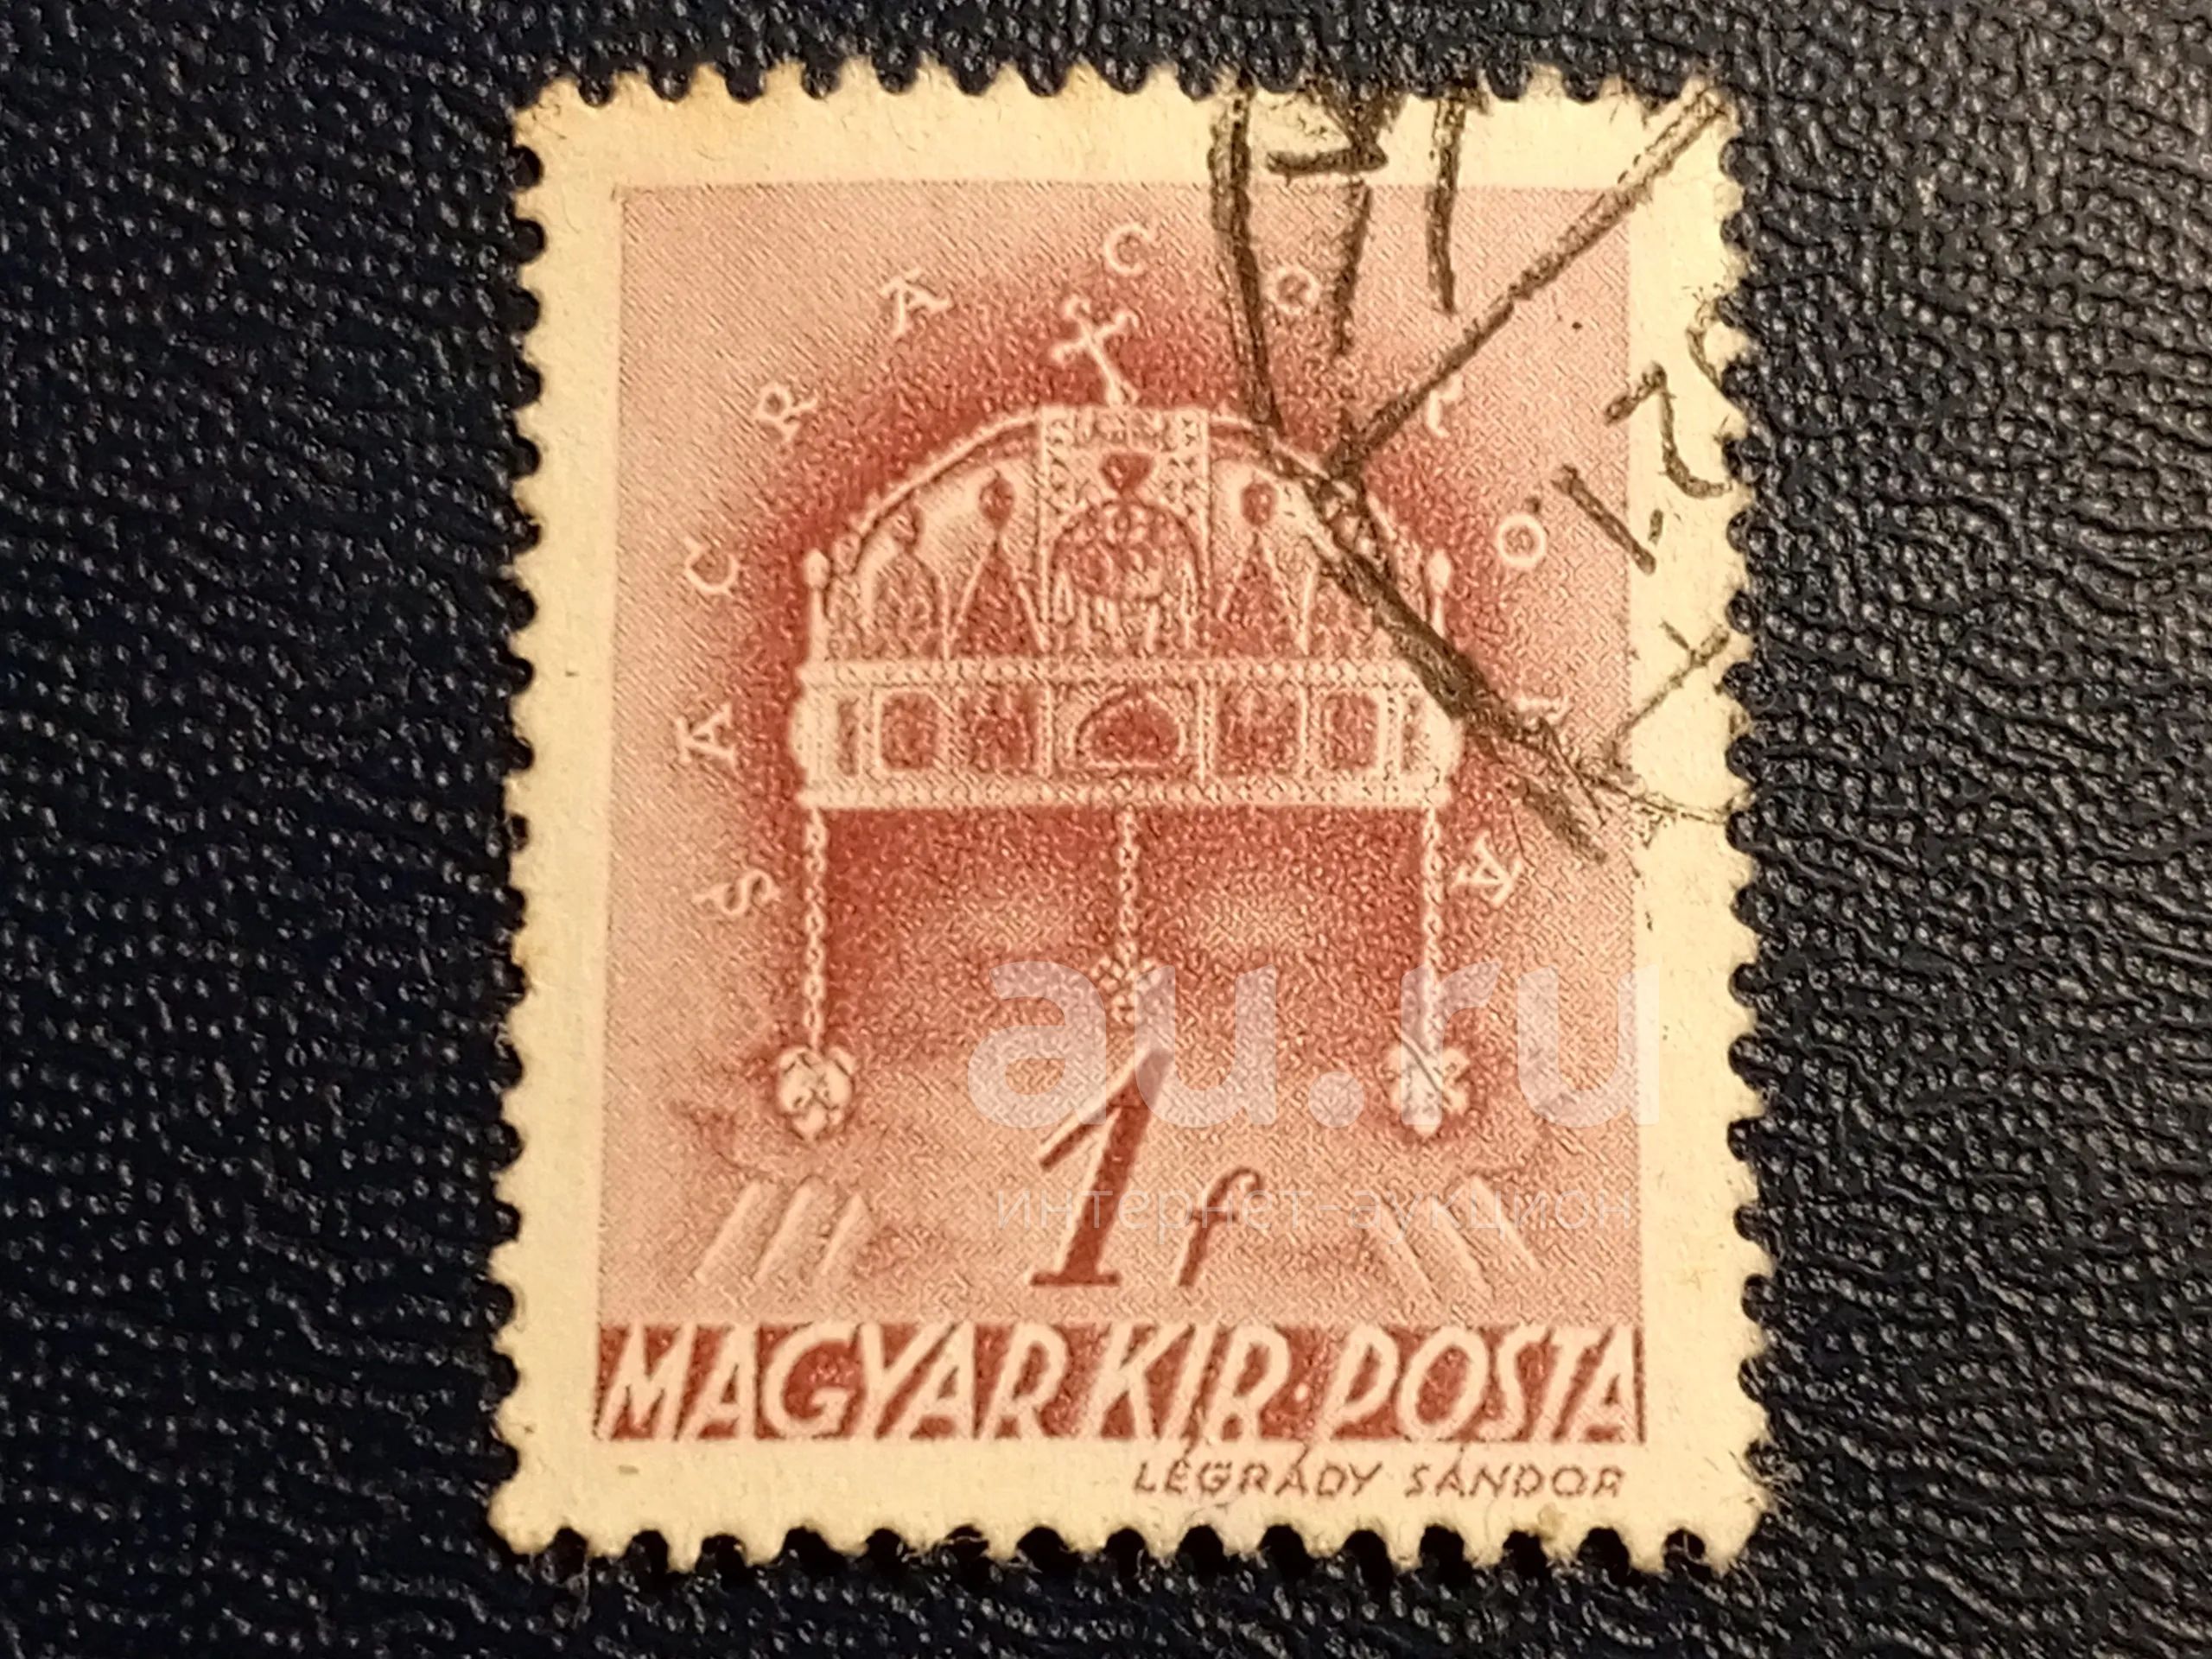 SACRA CORONA
1f
MAGYAR KIR·POSTA
LÉGRÁDY SÁNDOR
au.ru
интернет-аукцион